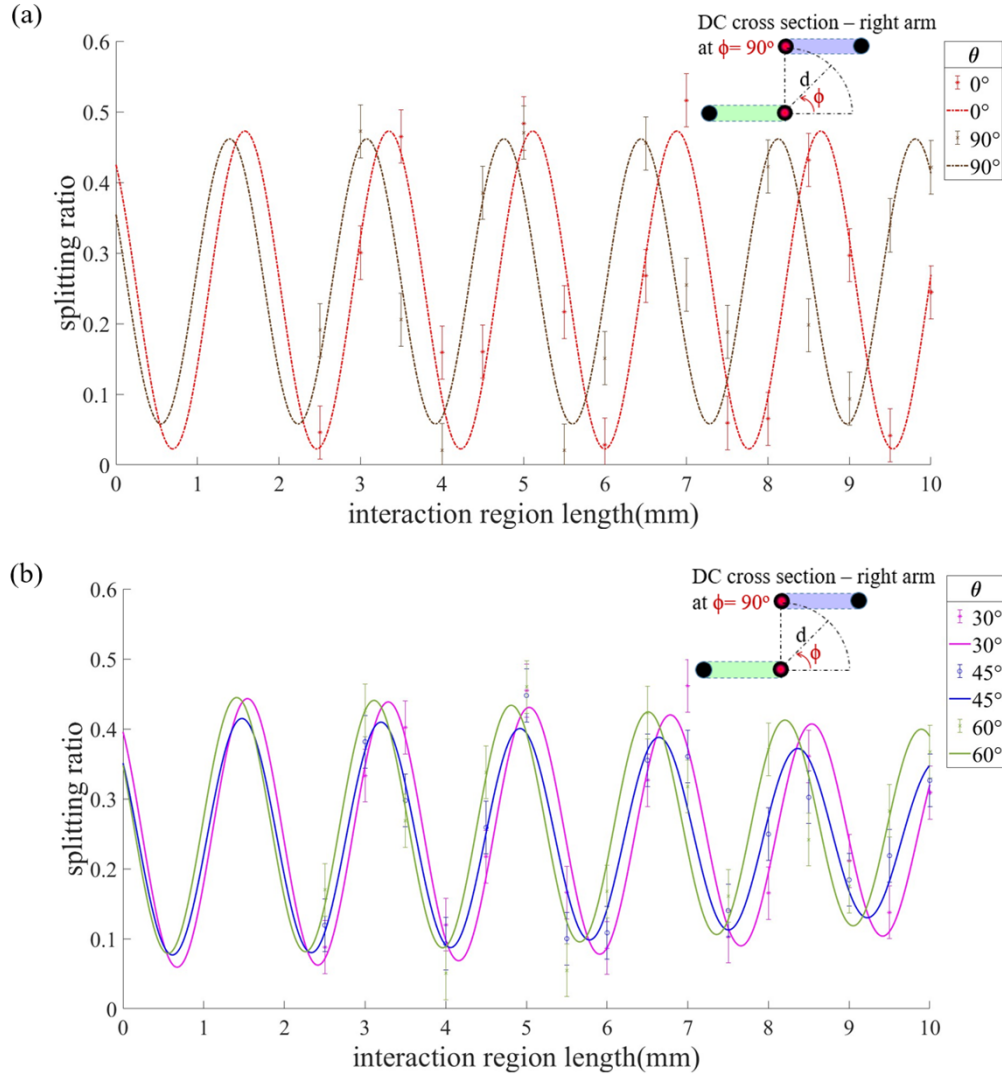 (a)
DC cross section – right arm
at ϕ= 90º
d
ϕ
θ
0°
0°
90°
90°
splitting ratio
0.6
0.5
0.4
0.3
0.2
0.1
0
0 1 2 3 4 5 6 7 8 9 10
interaction region length(mm)
(b)
DC cross section – right arm
at ϕ= 90º
d
ϕ
θ
30°
30°
45°
45°
60°
60°
splitting ratio
0.6
0.5
0.4
0.3
0.2
0.1
0
0 1 2 3 4 5 6 7 8 9 10
interaction region length(mm)